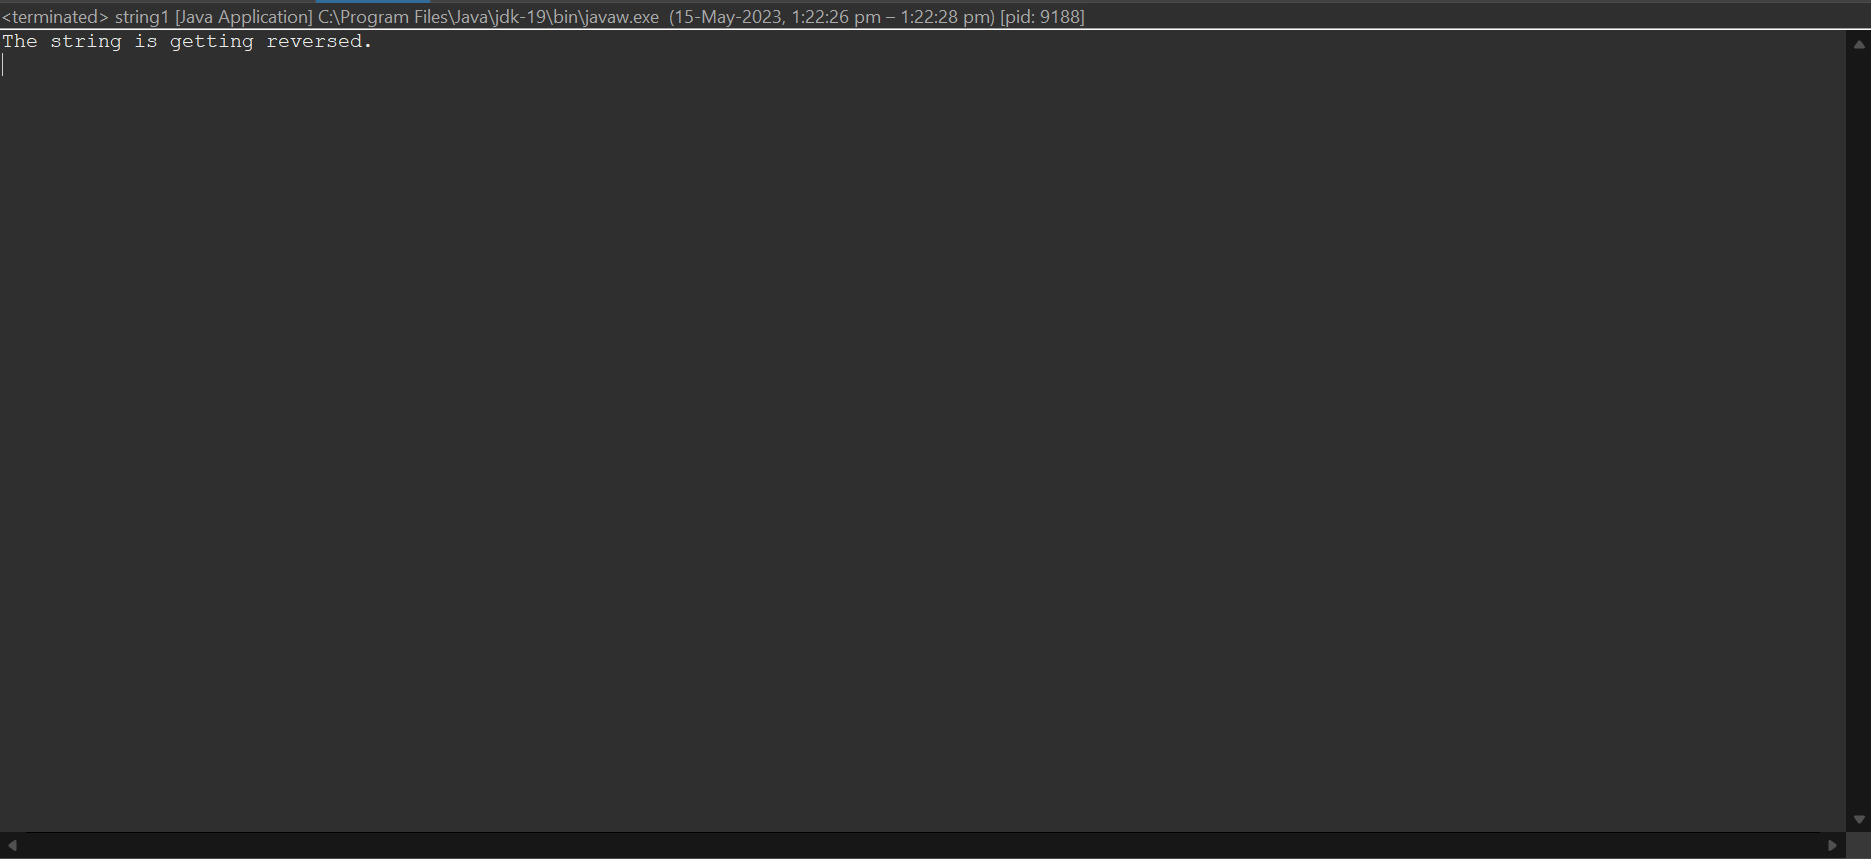 <terminated> string1 [Java Application] C:\Program Files\Java\jdk-19\bin\javaw.exe  (15-May-2023, 1:22:26 pm – 1:22:28 pm) [pid: 9188]
The string is getting reversed.